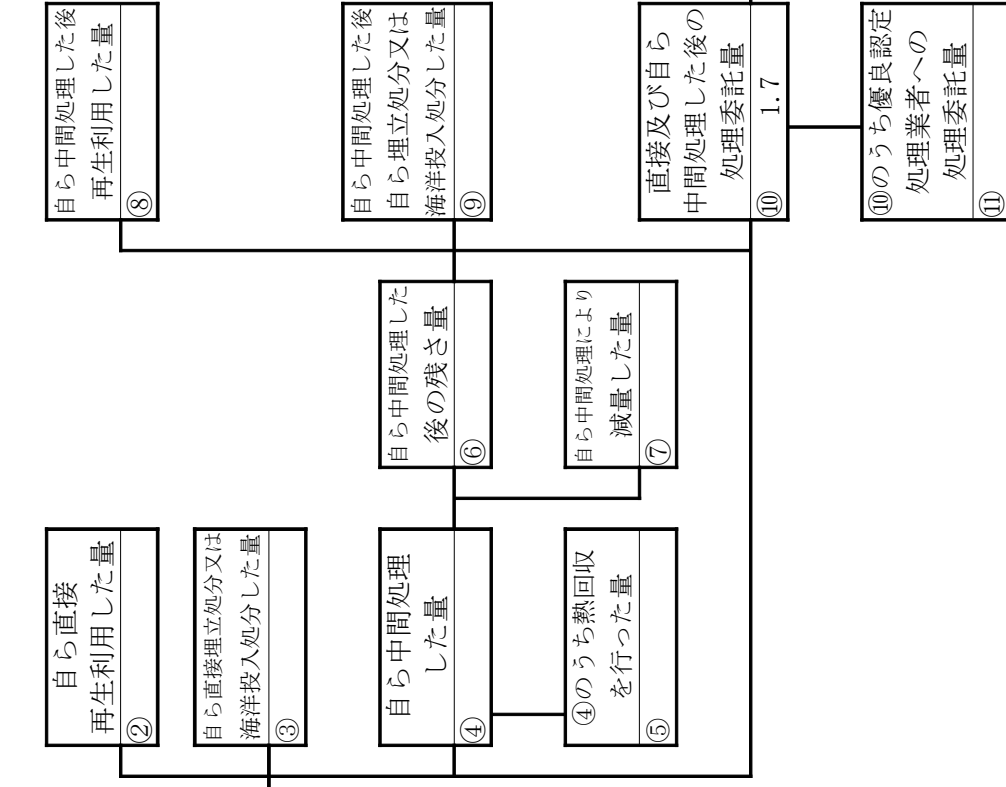 自ら直接
再生利用した量
②
自ら直接埋立処分又は
海洋投入処分した量
③
自ら中間処理
した量
④
④のうち熱回収
を行った量
⑤
自ら中間処理した
後の残さ量
⑥
自ら中間処理により
減量した量
⑦
自ら中間処理した後
再生利用した量
⑧
自ら中間処理した後
自ら埋立処分又は
海洋投入処分した量
⑨
直接及び自ら
中間処理した後の
処理委託量
⑩ 1.7
⑩のうち優良認定
処理業者への
処理委託量
⑪